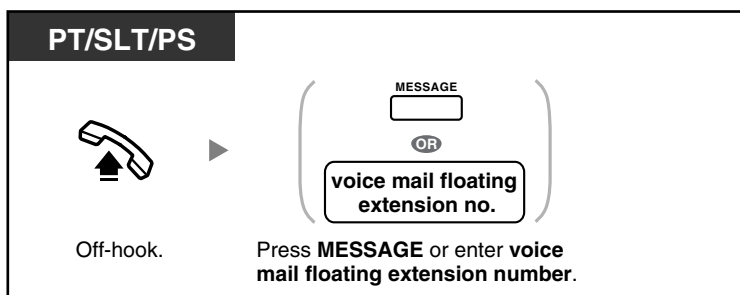 PT/SLT/PS
MESSAGE
OR
voice mail floating
extension no.
Off-hook.
Press MESSAGE or enter voice
mail floating extension number.